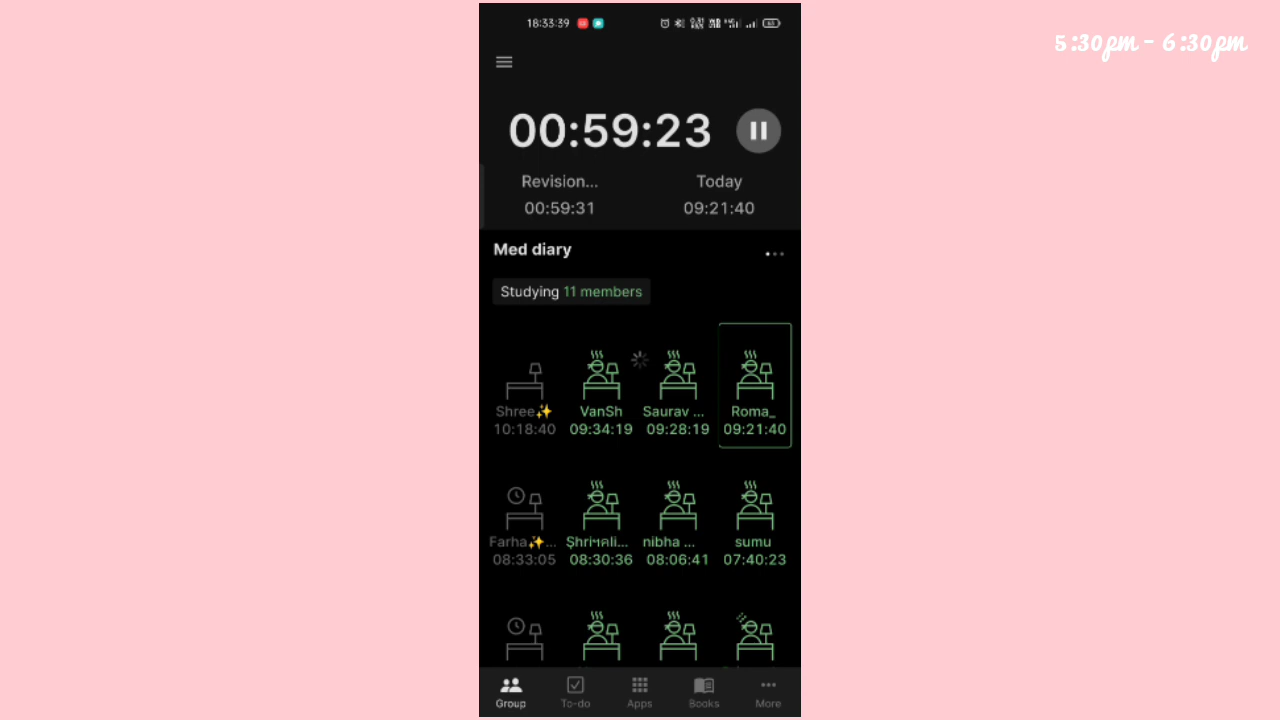 5:30pm - 6:30pm
18:33:39
00:59:23
Revision... Today
00:59:31 09:21:40
Med diary
Studying 11 members
Shree✨ VanSh Saurav ... Roma_
10:18:40 09:34:19 09:28:19 09:21:40
Farha✨... nibha ... sumu
08:33:05 08:30:36 08:06:41 07:40:23
Group To-do Apps Books More